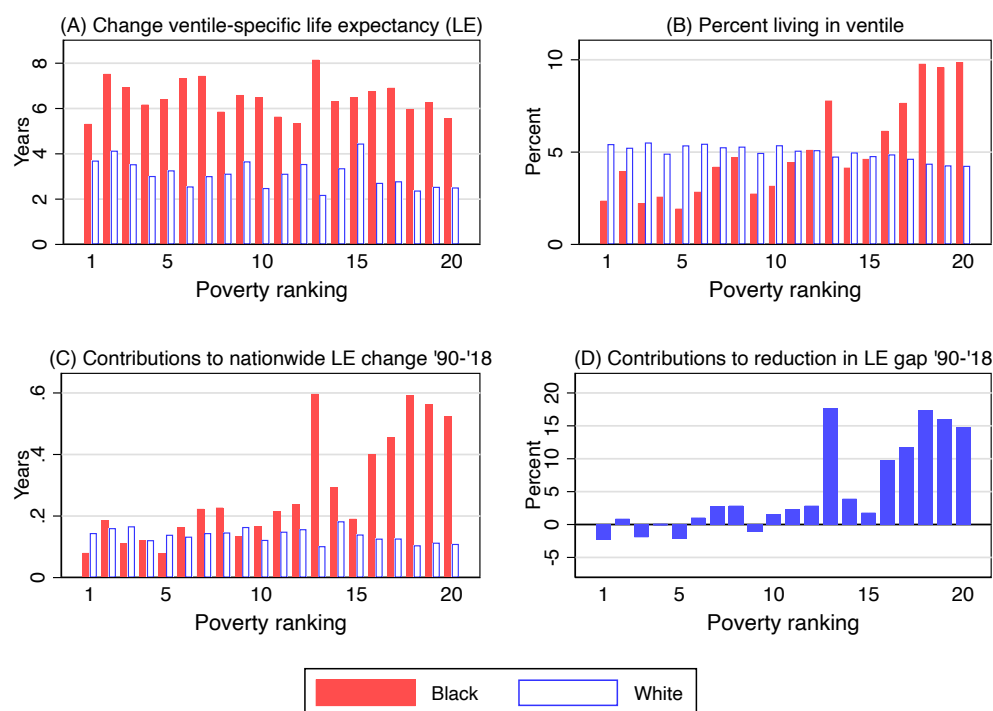 (A) Change ventile-specific life expectancy (LE)
8
6
4
2
0
Years
1 5 10 15 20
Poverty ranking
(B) Percent living in ventile
10
5
0
Percent
1 5 10 15 20
Poverty ranking
(C) Contributions to nationwide LE change '90-'18
.6
.4
.2
0
Years
1 5 10 15 20
Poverty ranking
(D) Contributions to reduction in LE gap '90-'18
20
15
10
5
0
-5
Percent
1 5 10 15 20
Poverty ranking
Black White